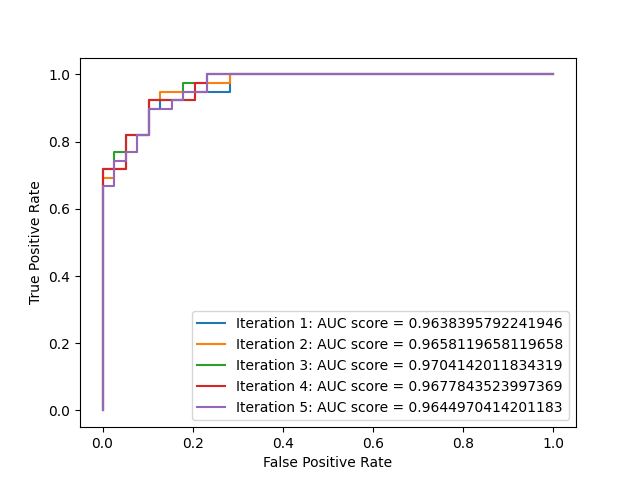 1.0
0.8
0.6
0.4
0.2
0.0
True Positive Rate
Iteration 1: AUC score = 0.9638395792241946
Iteration 2: AUC score = 0.9658119658119658
Iteration 3: AUC score = 0.9704142011834319
Iteration 4: AUC score = 0.9677843523997369
Iteration 5: AUC score = 0.9644970414201183
0.0 0.2 0.4 0.6 0.8 1.0
False Positive Rate